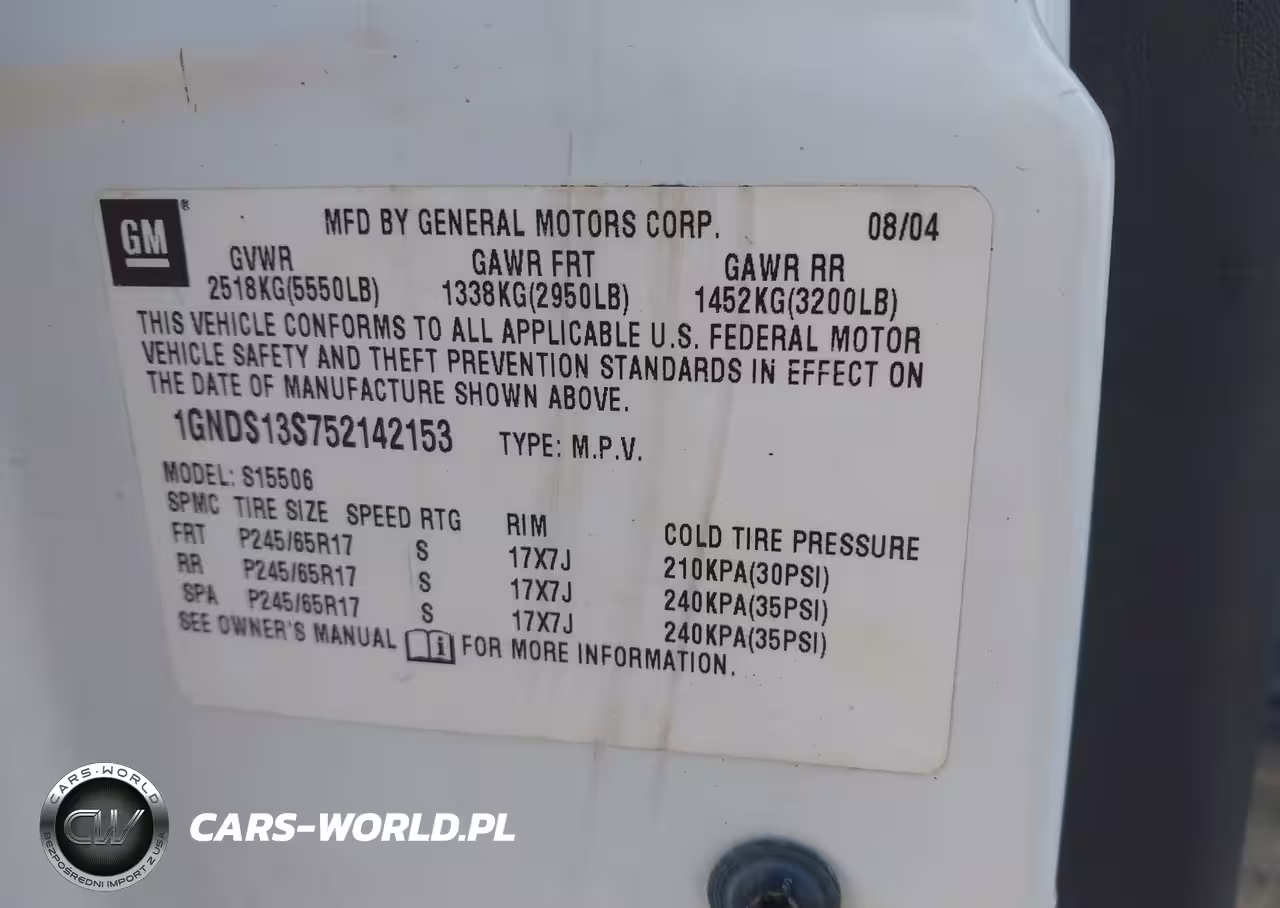 GM ®
MFD BY GENERAL MOTORS CORP. 08/04
GVWR GAWR FRT GAWR RR
2518KG(5550LB) 1338KG(2950LB) 1452KG(3200LB)
THIS VEHICLE CONFORMS TO ALL APPLICABLE U.S. FEDERAL MOTOR
VEHICLE SAFETY AND THEFT PREVENTION STANDARDS IN EFFECT ON
THE DATE OF MANUFACTURE SHOWN ABOVE.
1GNDS13S752142153 TYPE: M.P.V.
MODEL: S15506
SPMC TIRE SIZE SPEED RTG RIM COLD TIRE PRESSURE
FRT P245/65R17 S 17X7J 210KPA(30PSI)
RR P245/65R17 S 17X7J 240KPA(35PSI)
SPA P245/65R17 S 17X7J 240KPA(35PSI)
SEE OWNER'S MANUAL i FOR MORE INFORMATION.
CARS-WORLD
CW
BEZPOŚREDNI IMPORT Z USA
CARS-WORLD.PL